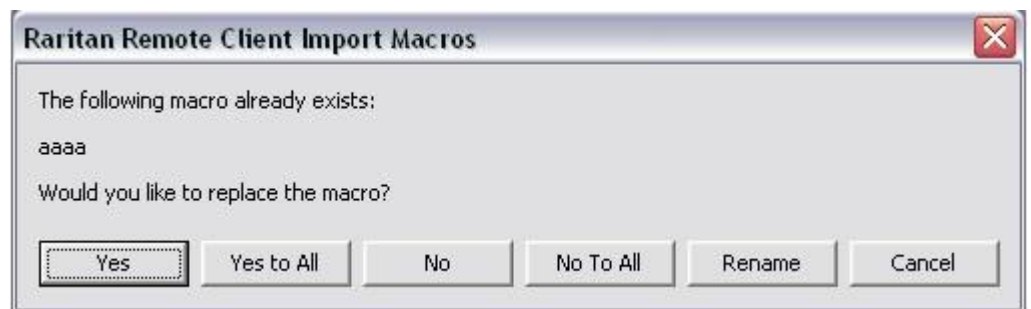 Raritan Remote Client Import Macros
The following macro already exists:
aaaa
Would you like to replace the macro?
Yes Yes to All No No To All Rename Cancel